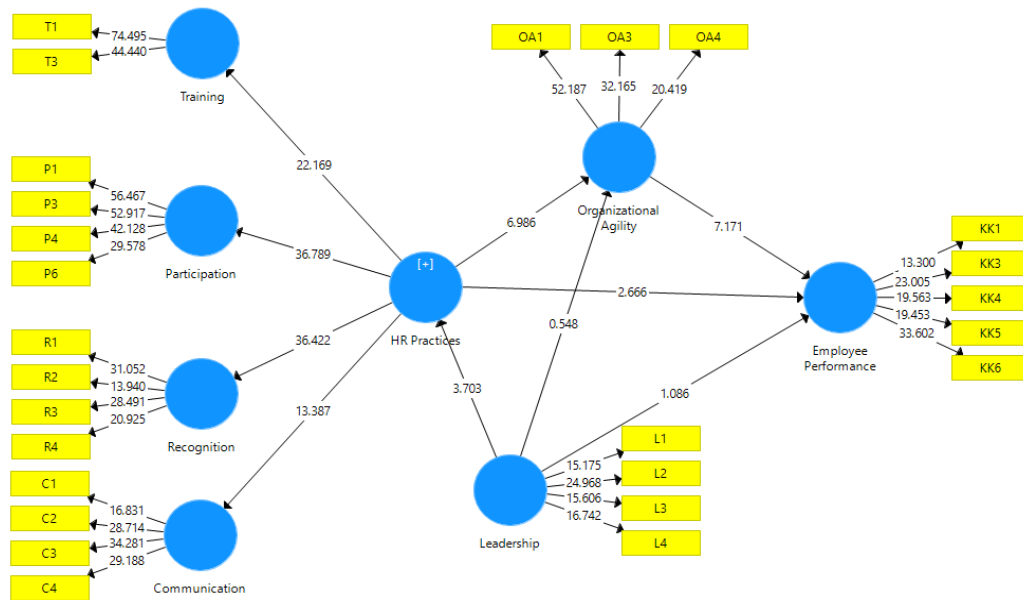 T1
T3
74.495
44.440
Training
P1
P3
P4
P6
56.467
52.917
42.128
29.578
Participation
R1
R2
R3
R4
31.052
13.940
28.491
20.925
Recognition
C1
C2
C3
C4
16.831
28.714
34.281
29.188
Communication
22.169
36.789
36.422
13.387
[+]
HR Practices
OA1
OA3
OA4
52.187
32.165
20.419
Organizational
Agility
6.986
7.171
2.666
0.548
3.703
1.086
Leadership
15.175
24.968
15.606
16.742
L1
L2
L3
L4
Employee
Performance
13.300
23.005
19.563
19.453
33.602
KK1
KK3
KK4
KK5
KK6